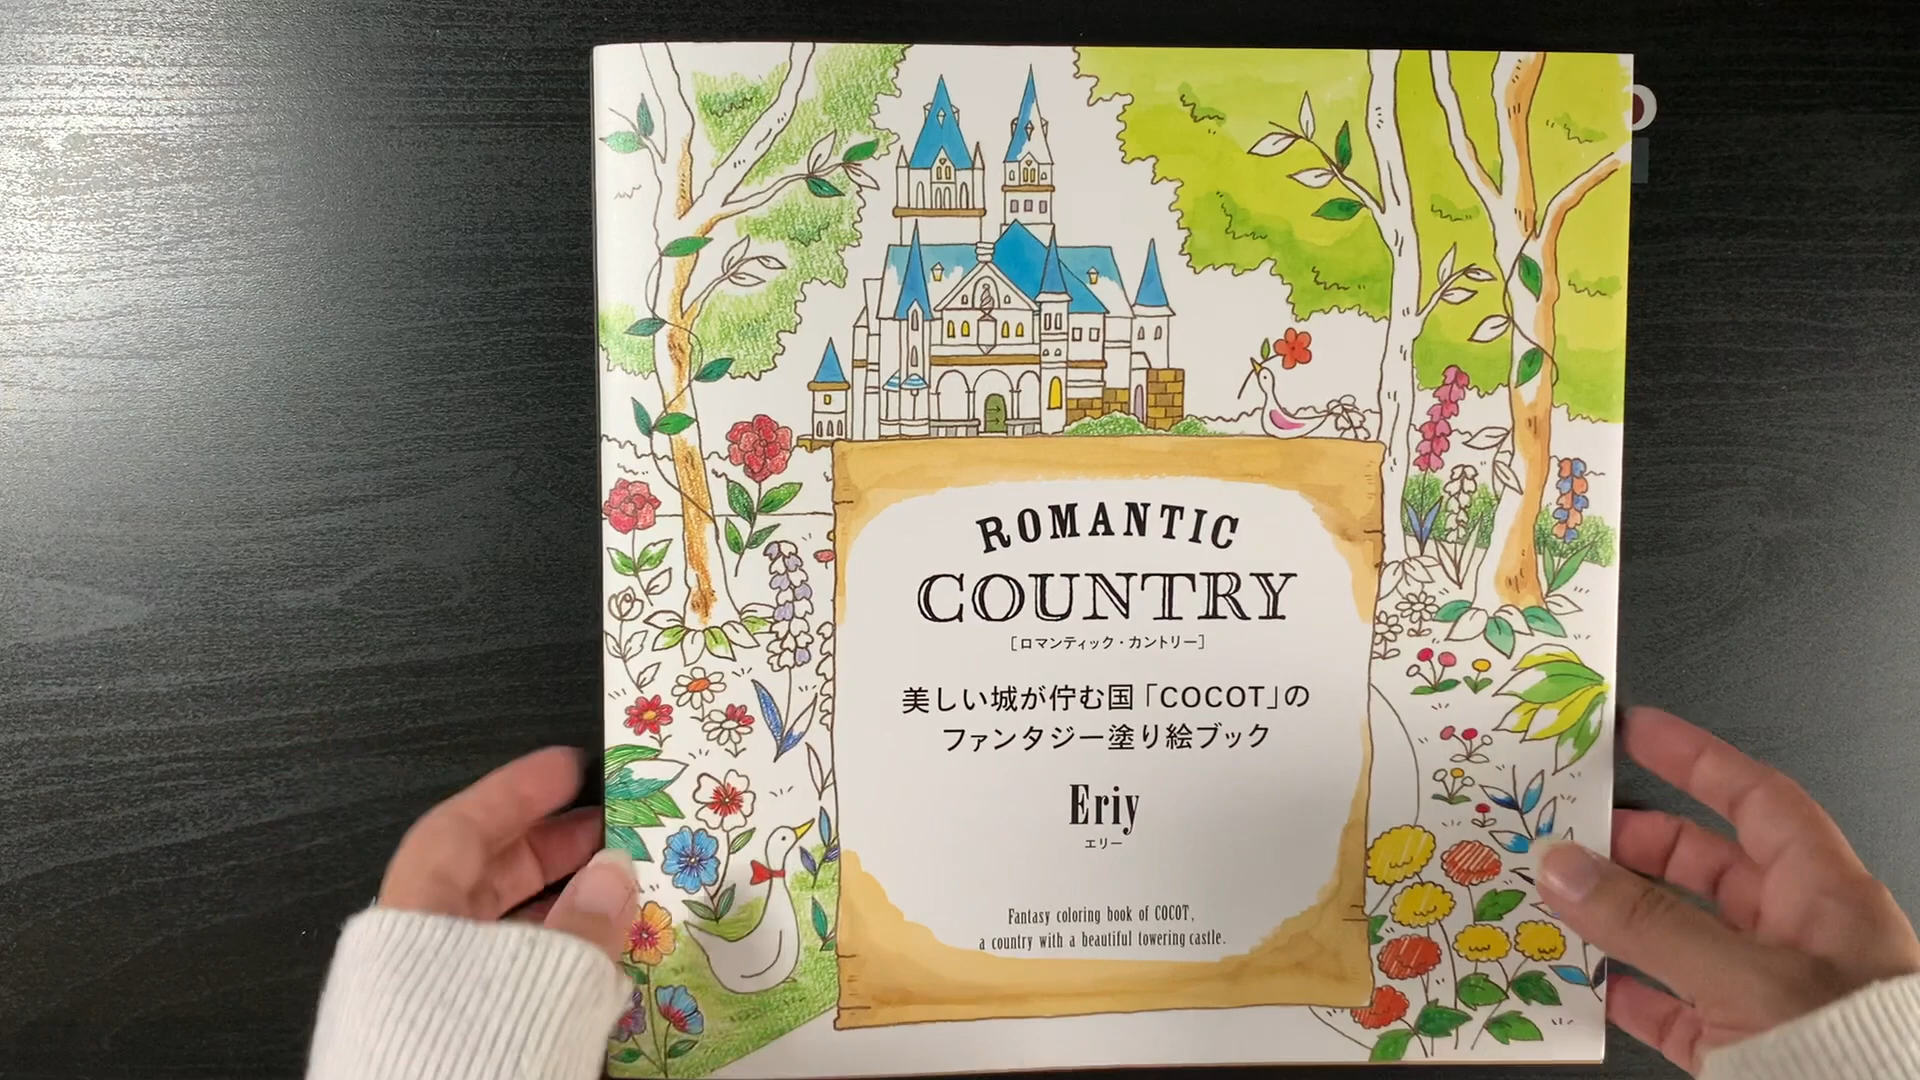 ROMANTIC
COUNTRY
[ロマンティック・カントリー]
美しい城が佇む国「COCOT」の
ファンタジー塗り絵ブック
Eriy
エリー
Fantasy coloring book of COCOT,
a country with a beautiful towering castle.